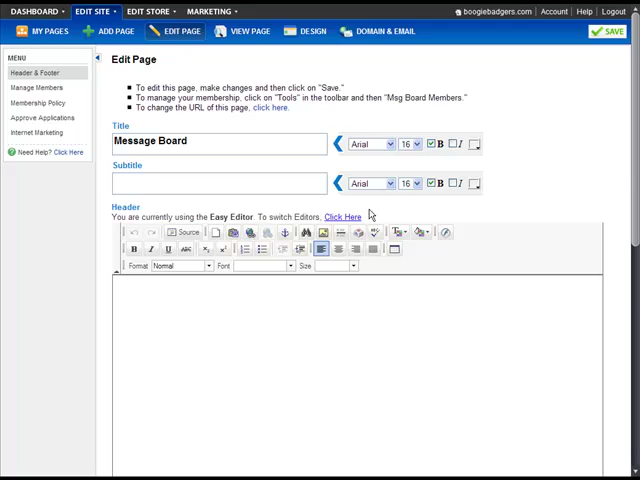 DASHBOARD EDIT SITE EDIT STORE MARKETING boogiebadgers.com Account Help Logout
MY PAGES ADD PAGE EDIT PAGE VIEW PAGE DESIGN DOMAIN & EMAIL SAVE
MENU
Header & Footer
Manage Members
Membership Policy
Approve Applications
Internet Marketing
Need Help? Click Here
Edit Page
To edit this page, make changes and then click on "Save."
To manage your membership, click on "Tools" in the toolbar and then "Msg Board Members."
To change the URL of this page, click here.
Title
Message Board Arial 16 B I
Subtitle
Arial 16 B I
Header
You are currently using the Easy Editor. To switch Editors, Click Here
Source
B I U ABC x₂ x²
Format Normal Font Size